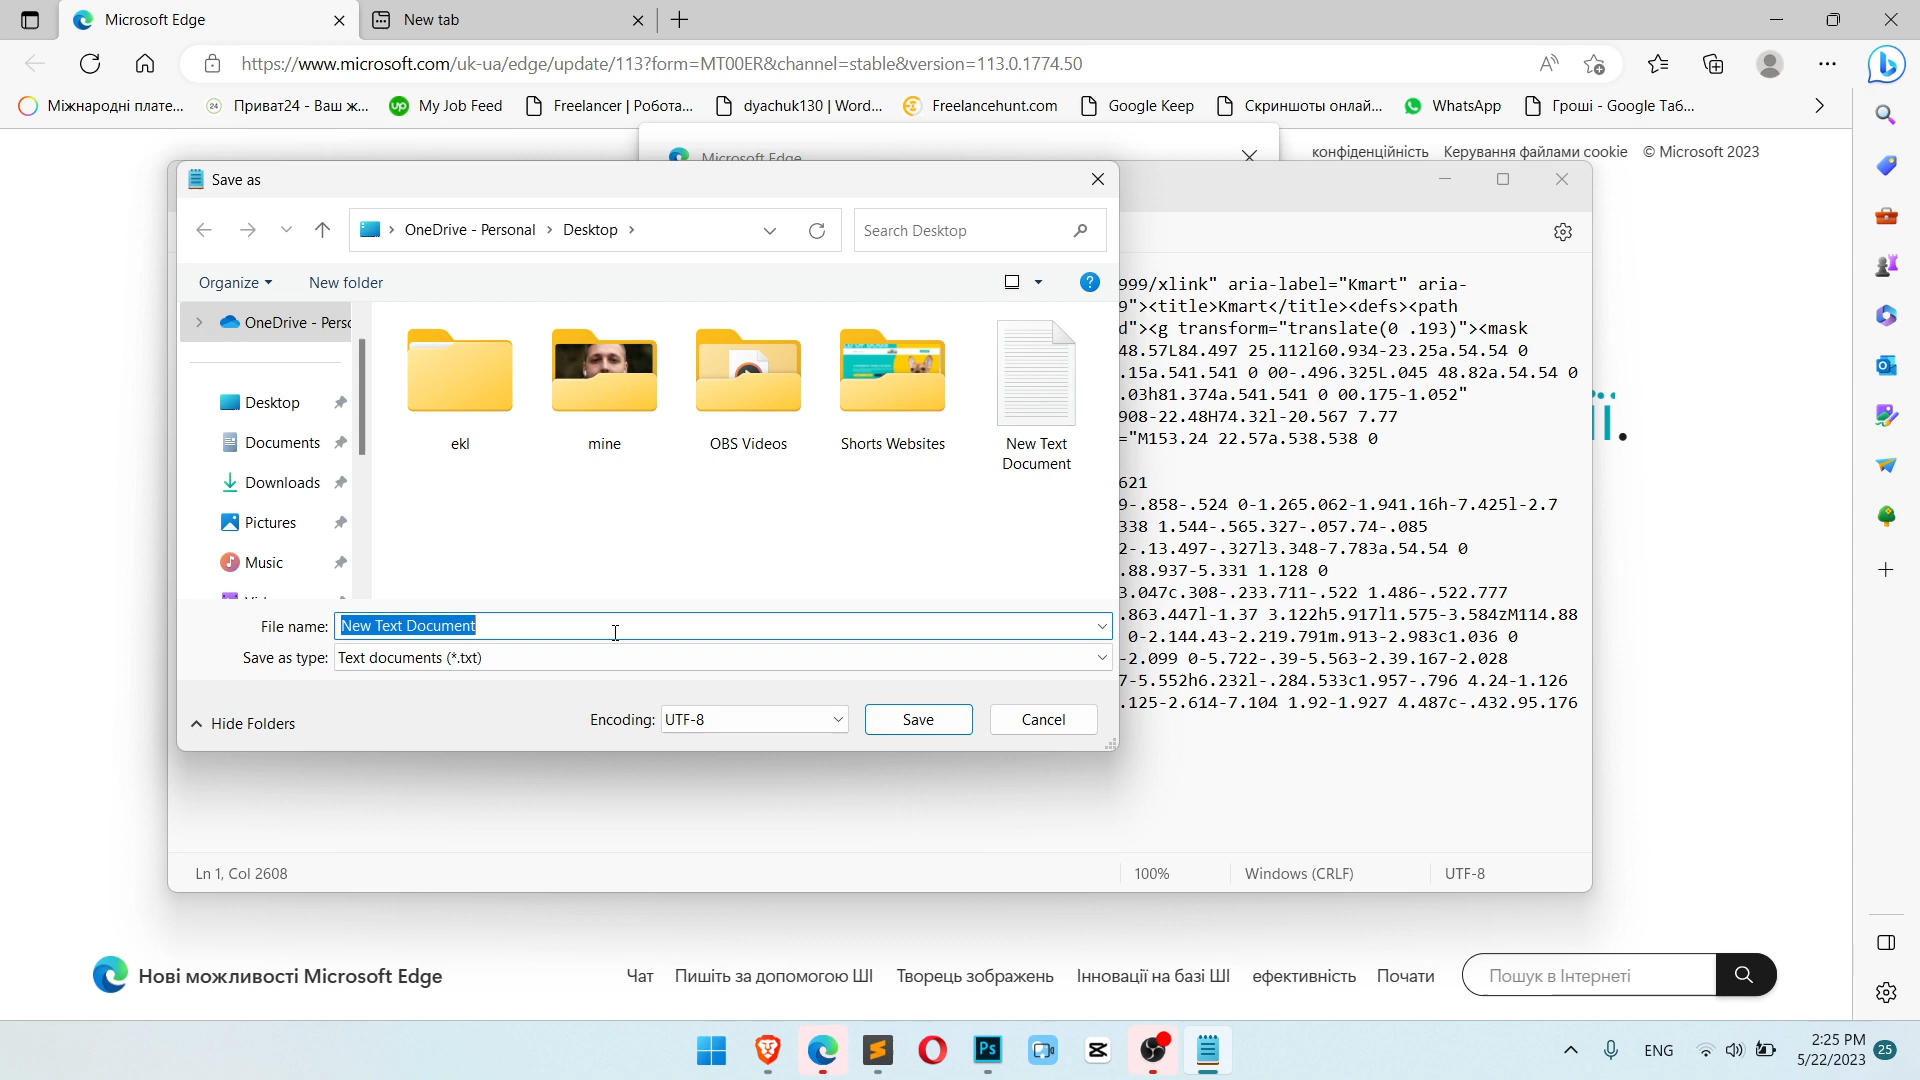 Microsoft Edge
New tab
https://www.microsoft.com/uk-ua/edge/update/113?form=MT00ER&channel=stable&version=113.0.1774.50
Міжнародні плате...
24 Приват24 - Ваш ж...
up My Job Feed
Freelancer | Робота...
dyachuk130 | Word...
Freelancehunt.com
Google Keep
Скриншоты онлай...
WhatsApp
Гроші - Google Таб...
Microsoft Edge
конфіденційність Керування файлами cookie © Microsoft 2023
Save as
OneDrive - Personal > Desktop >
Search Desktop
Organize
New folder
OneDrive - Perso
Desktop
Documents
Downloads
Pictures
Music
ekl
mine
OBS Videos
Shorts Websites
New Text
Document
File name: New Text Document
Save as type: Text documents (*.txt)
Hide Folders
Encoding: UTF-8
Save
Cancel
999/xlink" aria-label="Kmart" aria-
9"><title>Kmart</title><defs><path
d"><g transform="translate(0 .193)"><mask
48.57L84.497 25.112l60.934-23.25a.54.54 0
.15a.541.541 0 00-.496.325L.045 48.82a.54.54 0
.03h81.374a.541.541 0 00.175-1.052"
908-22.48H74.32l-20.567 7.77
="M153.24 22.57a.538.538 0
621
9-.858-.524 0-1.265.062-1.941.16h-7.425l-2.7
338 1.544-.565.327-.057.74-.085
2-.13.497-.327l3.348-7.783a.54.54 0
.88.937-5.331 1.128 0
3.047c.308-.233.711-.522 1.486-.522.777
.863.447l-1.37 3.122h5.917l1.575-3.584zM114.88
0-2.144.43-2.219.791m.913-2.983c1.036 0
-2.099 0-5.722-.39-5.563-2.39.167-2.028
7-5.552h6.232l-.284.533c1.957-.796 4.24-1.126
.125-2.614-7.104 1.92-1.927 4.487c-.432.95.176
ії.
Ln 1, Col 2608
100%
Windows (CRLF)
UTF-8
Нові можливості Microsoft Edge
Чат
Пишіть за допомогою ШІ
Творець зображень
Інновації на базі ШІ
ефективність
Почати
Пошук в Інтернеті
Ps
ENG
2:25 PM
5/22/2023
25